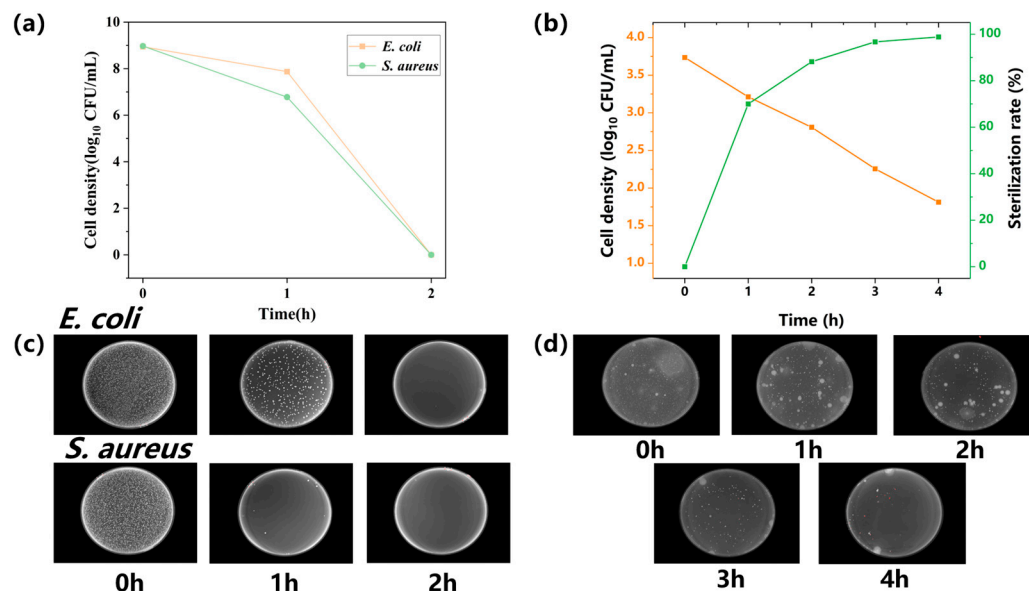 (a)
10
8
6
4
2
0
Cell density(log₁₀ CFU/mL)
E. coli
S. aureus
0
1
2
Time(h)
(b)
4.0
3.5
3.0
2.5
2.0
1.5
1.0
Cell density (log₁₀ CFU/mL)
100
80
60
40
20
0
Sterilization rate (%)
0
1
2
3
4
Time (h)
E. coli
(c)
S. aureus
0h
1h
2h
(d)
0h
1h
2h
3h
4h